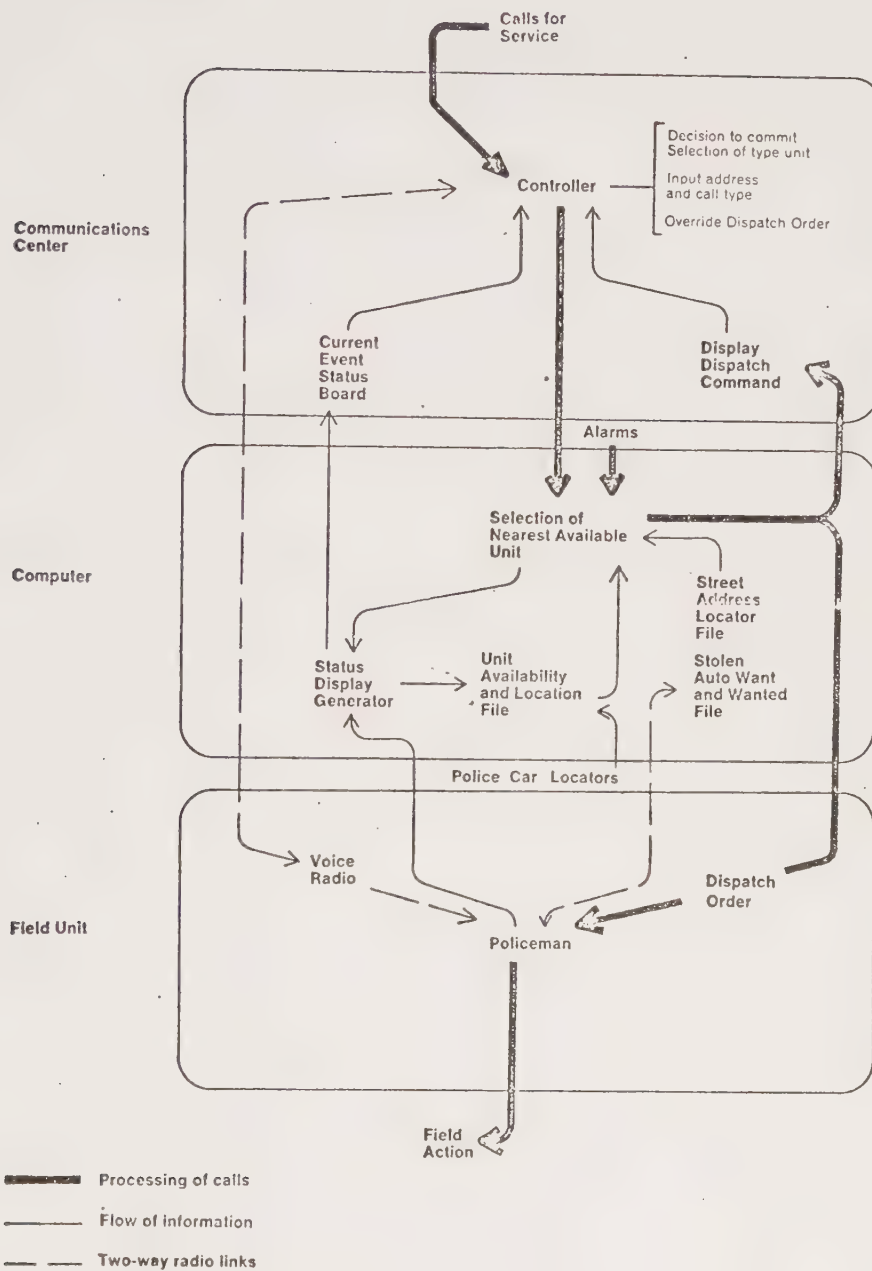 Calls for
Service
Decision to commit
Selection of type unit
Controller
Input address
and call type
Override Dispatch Order
Communications
Center
Current
Event
Status
Board
Display
Dispatch
Command
Alarms
Selection of
Nearest Available
Unit
Computer
Street
Address
Locator
File
Status
Display
Generator
Unit
Availability
and Location
File
Stolen
Auto Want
and Wanted
File
Police Car Locators
Voice
Radio
Dispatch
Order
Field Unit
Policeman
Field
Action
Processing of calls
Flow of information
Two-way radio links